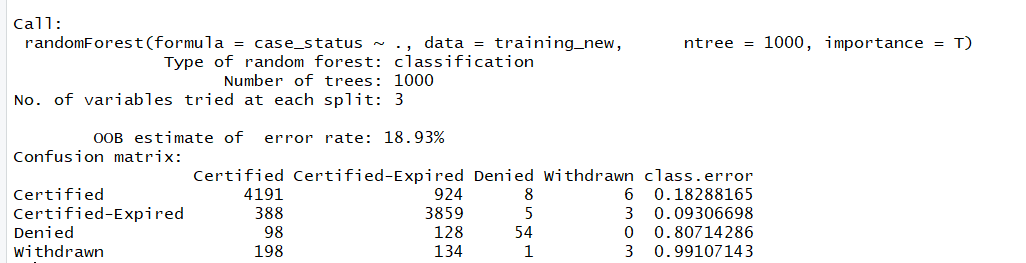 Call:
 randomForest(formula = case_status ~ ., data = training_new,      ntree = 1000, importance = T)
               Type of random forest: classification
                     Number of trees: 1000
No. of variables tried at each split: 3

        OOB estimate of  error rate: 18.93%
Confusion matrix:
                  Certified Certified-Expired Denied Withdrawn class.error
Certified              4191               924      8         6  0.18288165
Certified-Expired       388              3859      5         3  0.09306698
Denied                   98               128     54         0  0.80714286
Withdrawn               198               134      1         3  0.99107143